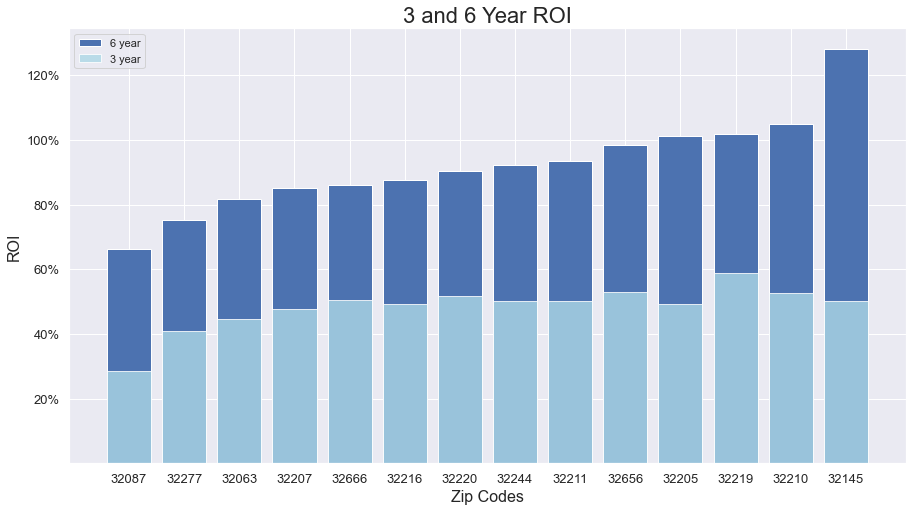 3 and 6 Year ROI
6 year
3 year
120%
100%
80%
60%
40%
20%
ROI
32087 32277 32063 32207 32666 32216 32220 32244 32211 32656 32205 32219 32210 32145
Zip Codes